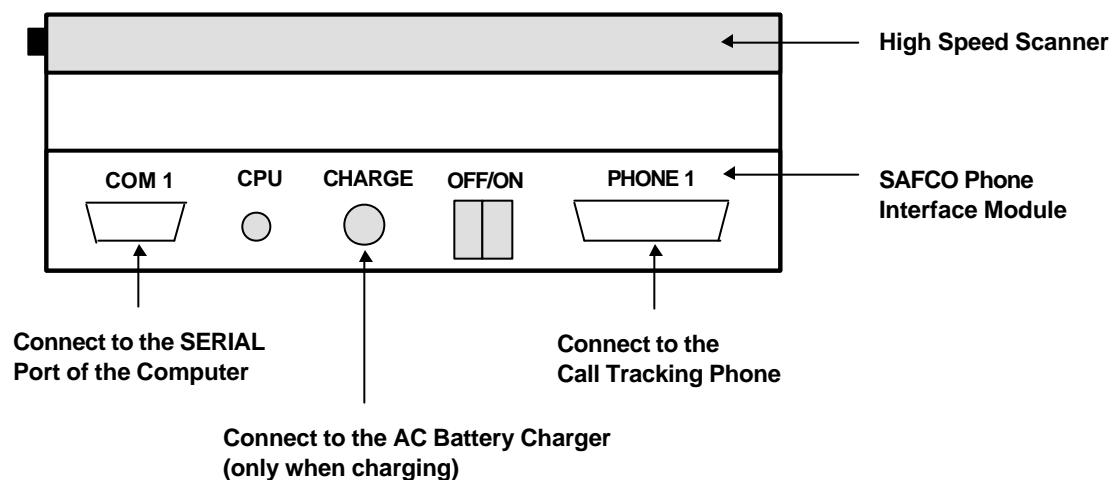 High Speed Scanner
COM 1 CPU CHARGE OFF/ON PHONE 1
SAFCO Phone
Interface Module
Connect to the SERIAL
Port of the Computer
Connect to the
Call Tracking Phone
Connect to the AC Battery Charger
(only when charging)